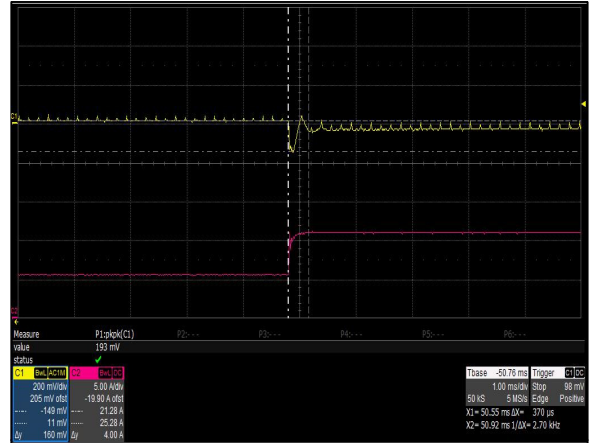 C1
C2
Measure P1:pkpk(C1) P2:--- P3:--- P4:--- P5:--- P6:---
value 193 mV
status ✓
C1 BwL AC1M C2 BwL DC Tbase -50.76 ms Trigger C1 DC
200 mV/div 5.00 A/div 1.00 ms/div Stop 98 mV
205 mV ofst -19.90 A ofst 50 kS 5 MS/s Edge Positive
-149 mV 21.28 A X1= 50.55 ms ΔX= 370 µs
11 mV 25.28 A X2= 50.92 ms 1/ΔX= 2.70 kHz
Δy 160 mV Δy 4.00 A